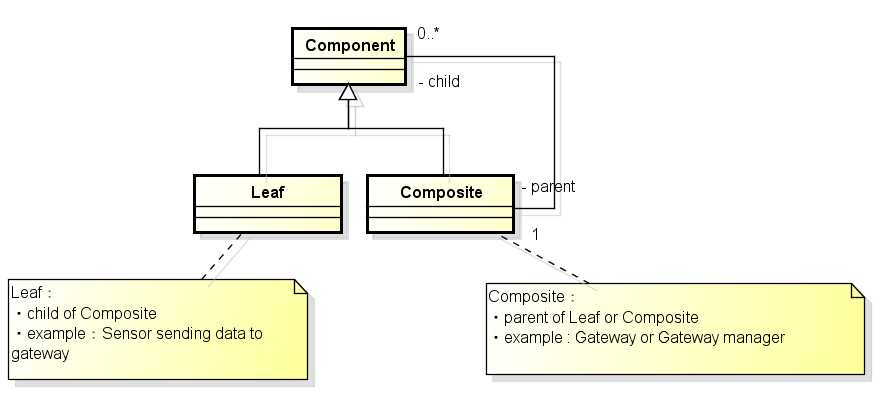 0..*
Component
- child
Leaf
Composite
- parent
1
Leaf：
・child of Composite
・example：Sensor sending data to
gateway
Composite：
・parent of Leaf or Composite
・example : Gateway or Gateway manager